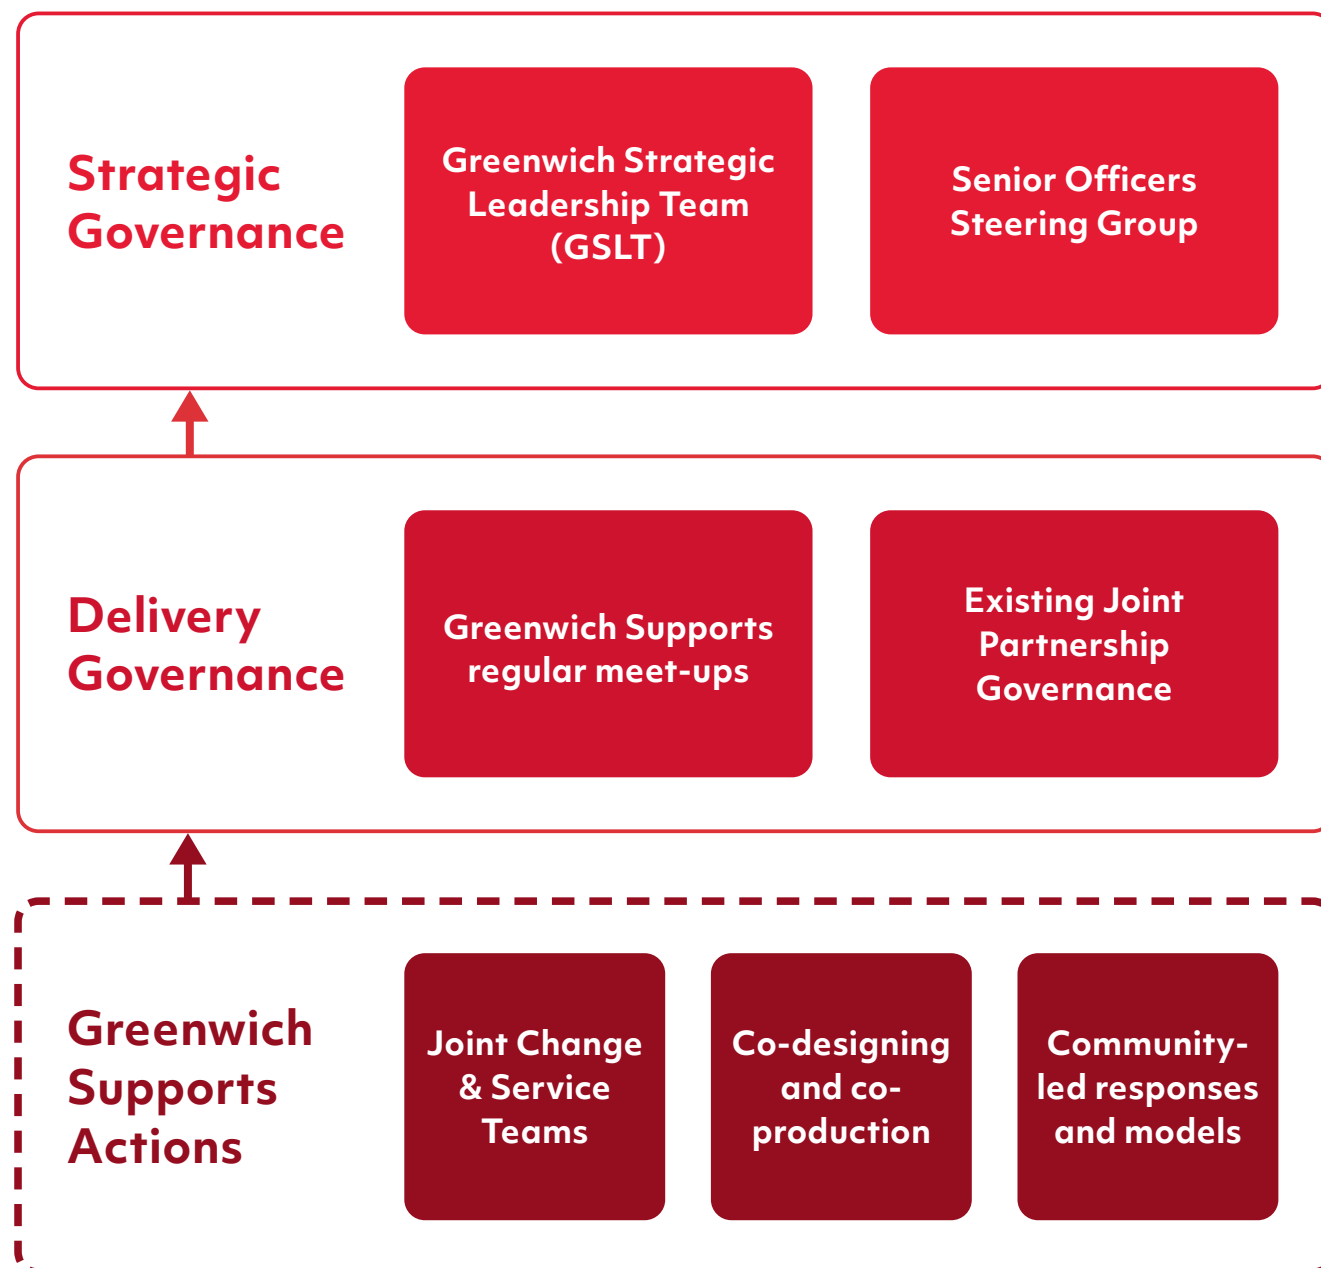 Strategic
Governance
Greenwich Strategic
Leadership Team
(GSLT)
Senior Officers
Steering Group
Delivery
Governance
Greenwich Supports
regular meet-ups
Existing Joint
Partnership
Governance
Greenwich
Supports
Actions
Joint Change
& Service
Teams
Co-designing
and co-
production
Community-
led responses
and models